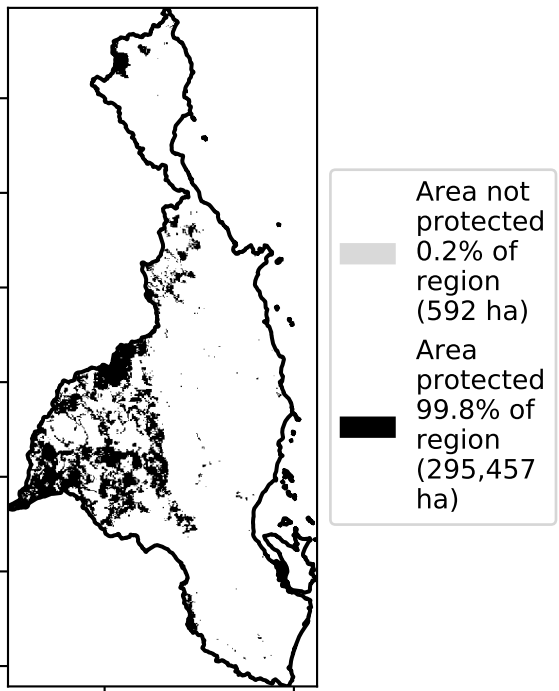 Area not
protected
0.2% of
region
(592 ha)
Area
protected
99.8% of
region
(295,457
ha)